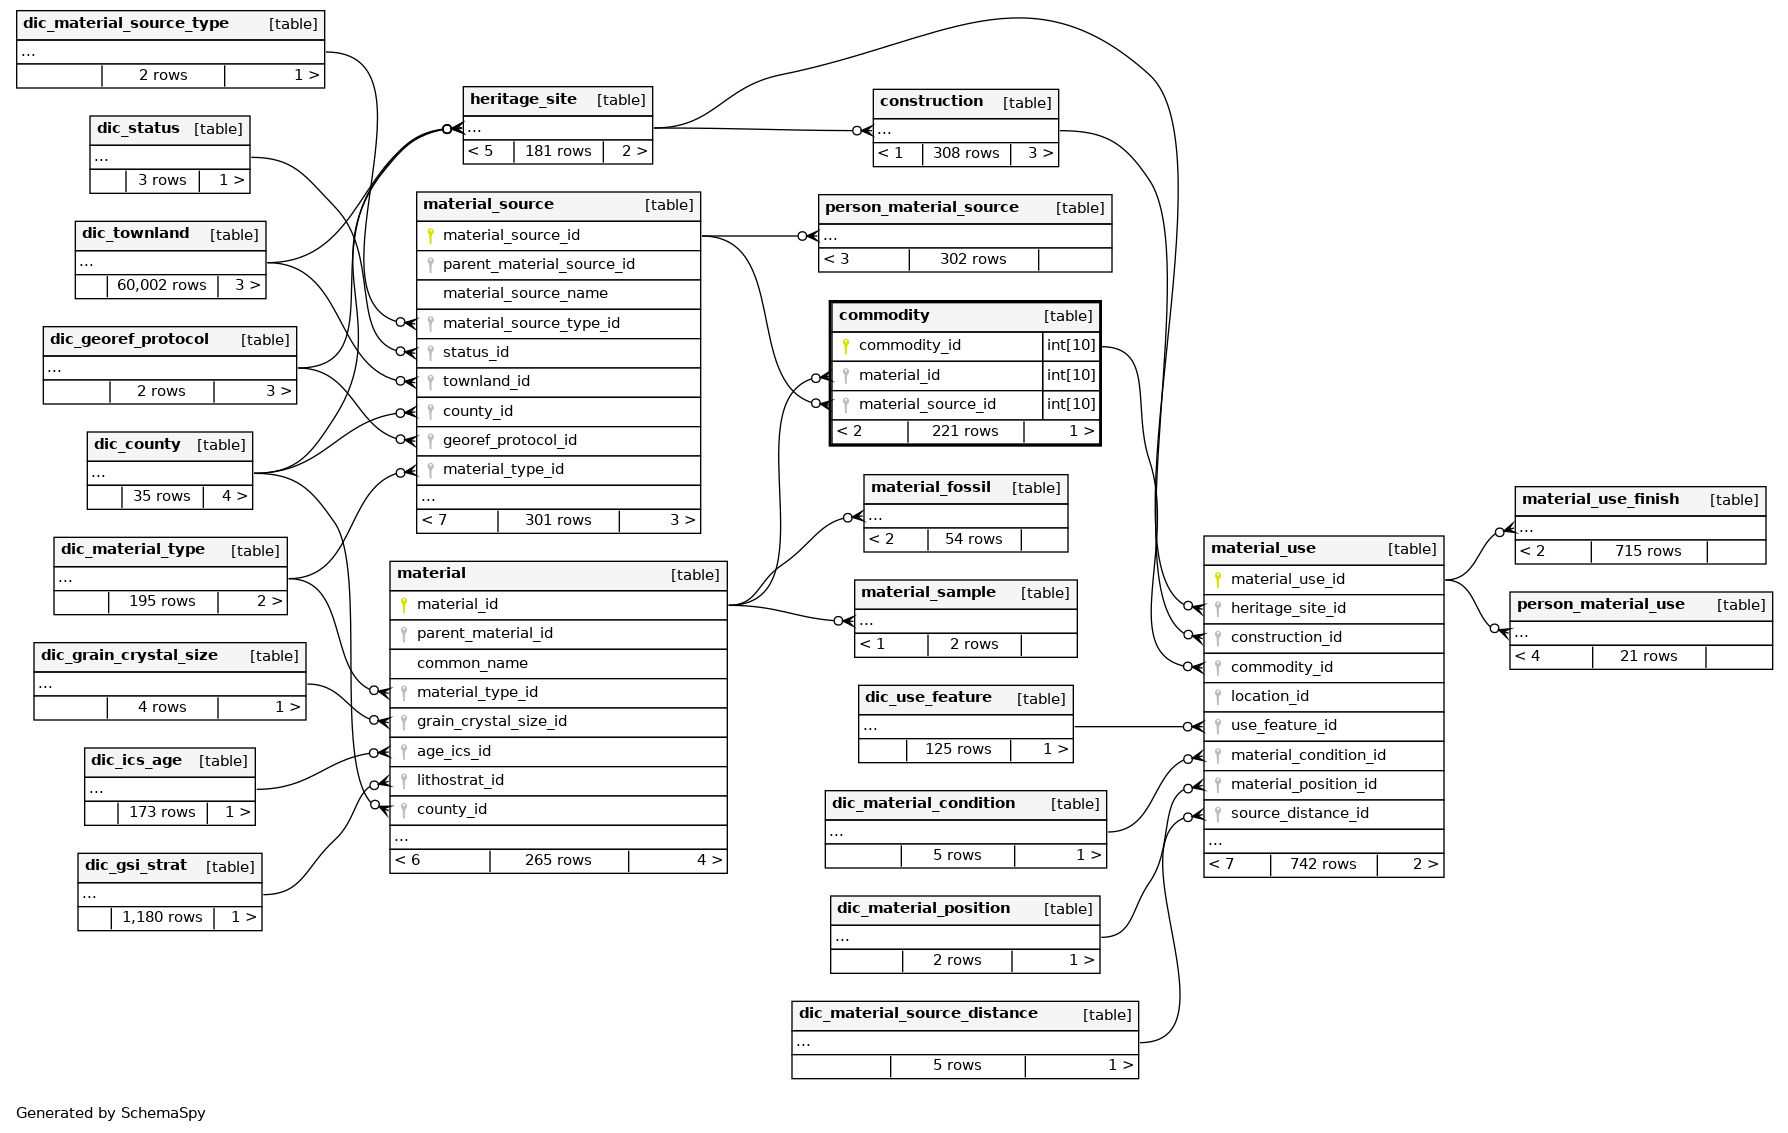 dic_material_source_type [table]
...
2 rows 1 >
dic_status [table]
...
3 rows 1 >
dic_townland [table]
...
60,002 rows 3 >
dic_georef_protocol [table]
...
2 rows 3 >
dic_county [table]
...
35 rows 4 >
dic_material_type [table]
...
195 rows 2 >
dic_grain_crystal_size [table]
...
4 rows 1 >
dic_ics_age [table]
...
173 rows 1 >
dic_gsi_strat [table]
...
1,180 rows 1 >
heritage_site [table]
...
< 5 181 rows 2 >
material_source [table]
material_source_id
parent_material_source_id
material_source_name
material_source_type_id
status_id
townland_id
county_id
georef_protocol_id
material_type_id
...
< 7 301 rows 3 >
material [table]
material_id
parent_material_id
common_name
material_type_id
grain_crystal_size_id
age_ics_id
lithostrat_id
county_id
...
< 6 265 rows 4 >
construction [table]
...
< 1 308 rows 3 >
person_material_source [table]
...
< 3 302 rows
commodity [table]
commodity_id int[10]
material_id int[10]
material_source_id int[10]
< 2 221 rows 1 >
material_fossil [table]
...
< 2 54 rows
material_sample [table]
...
< 1 2 rows
dic_use_feature [table]
...
125 rows 1 >
dic_material_condition [table]
...
5 rows 1 >
dic_material_position [table]
...
2 rows 1 >
dic_material_source_distance [table]
...
5 rows 1 >
material_use [table]
material_use_id
heritage_site_id
construction_id
commodity_id
location_id
use_feature_id
material_condition_id
material_position_id
source_distance_id
...
< 7 742 rows 2 >
material_use_finish [table]
...
< 2 715 rows
person_material_use [table]
...
< 4 21 rows
Generated by SchemaSpy